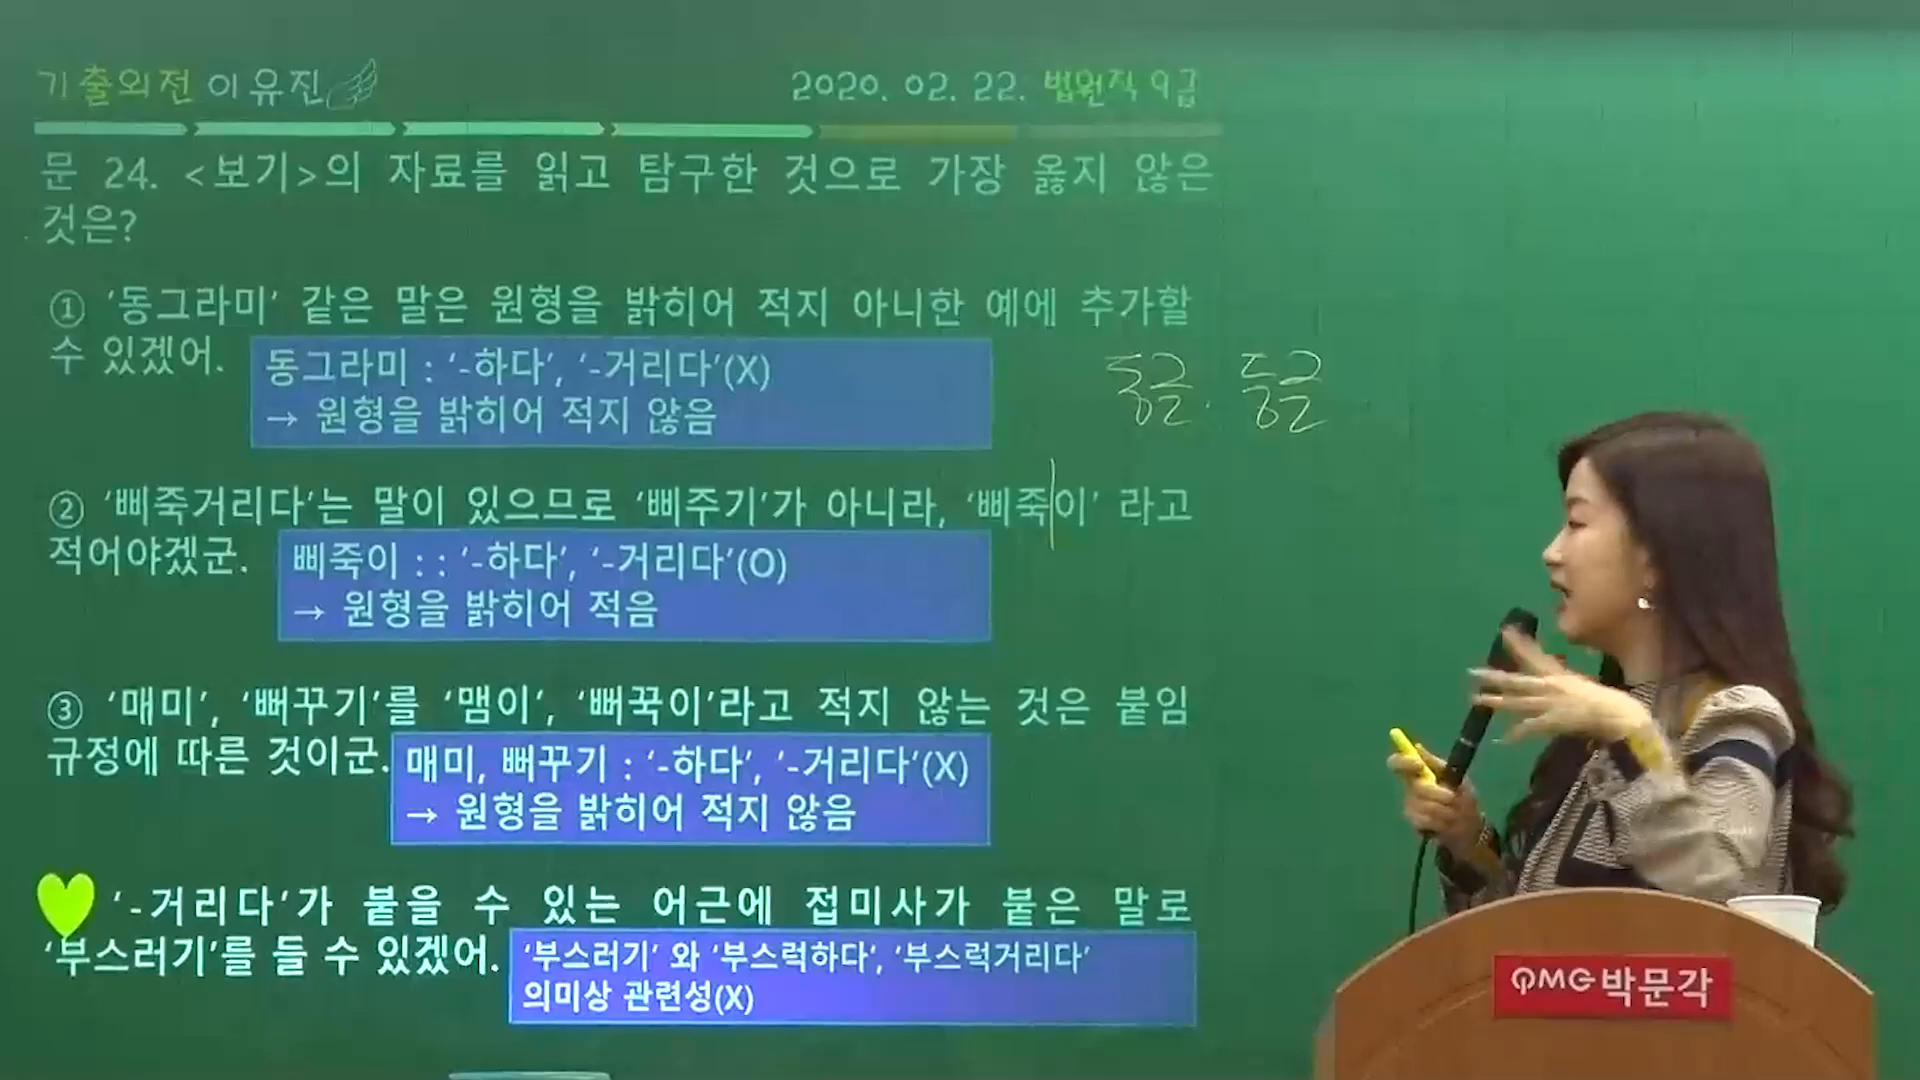 기출외전 이유진
2020. 02. 22. 법원직 9급
문 24. <보기>의 자료를 읽고 탐구한 것으로 가장 옳지 않은
것은?
① ‘동그라미’ 같은 말은 원형을 밝히어 적지 아니한 예에 추가할
수 있겠어.
동그라미 : ‘-하다’, ‘-거리다’(X)
→ 원형을 밝히어 적지 않음
동글. 둥글
② ‘삐죽거리다’는 말이 있으므로 ‘삐주기’가 아니라, ‘삐죽이’ 라고
적어야겠군.
삐죽이 : : ‘-하다’, ‘-거리다’(O)
→ 원형을 밝히어 적음
③ ‘매미’, ‘뻐꾸기’를 ‘맴이’, ‘뻐꾹이’라고 적지 않는 것은 붙임
규정에 따른 것이군.
매미, 뻐꾸기 : ‘-하다’, ‘-거리다’(X)
→ 원형을 밝히어 적지 않음
‘-거리다’가 붙을 수 있는 어근에 접미사가 붙은 말로
‘부스러기’를 들 수 있겠어.
‘부스러기’ 와 ‘부스럭하다’, ‘부스럭거리다’
의미상 관련성(X)
PMG 박문각